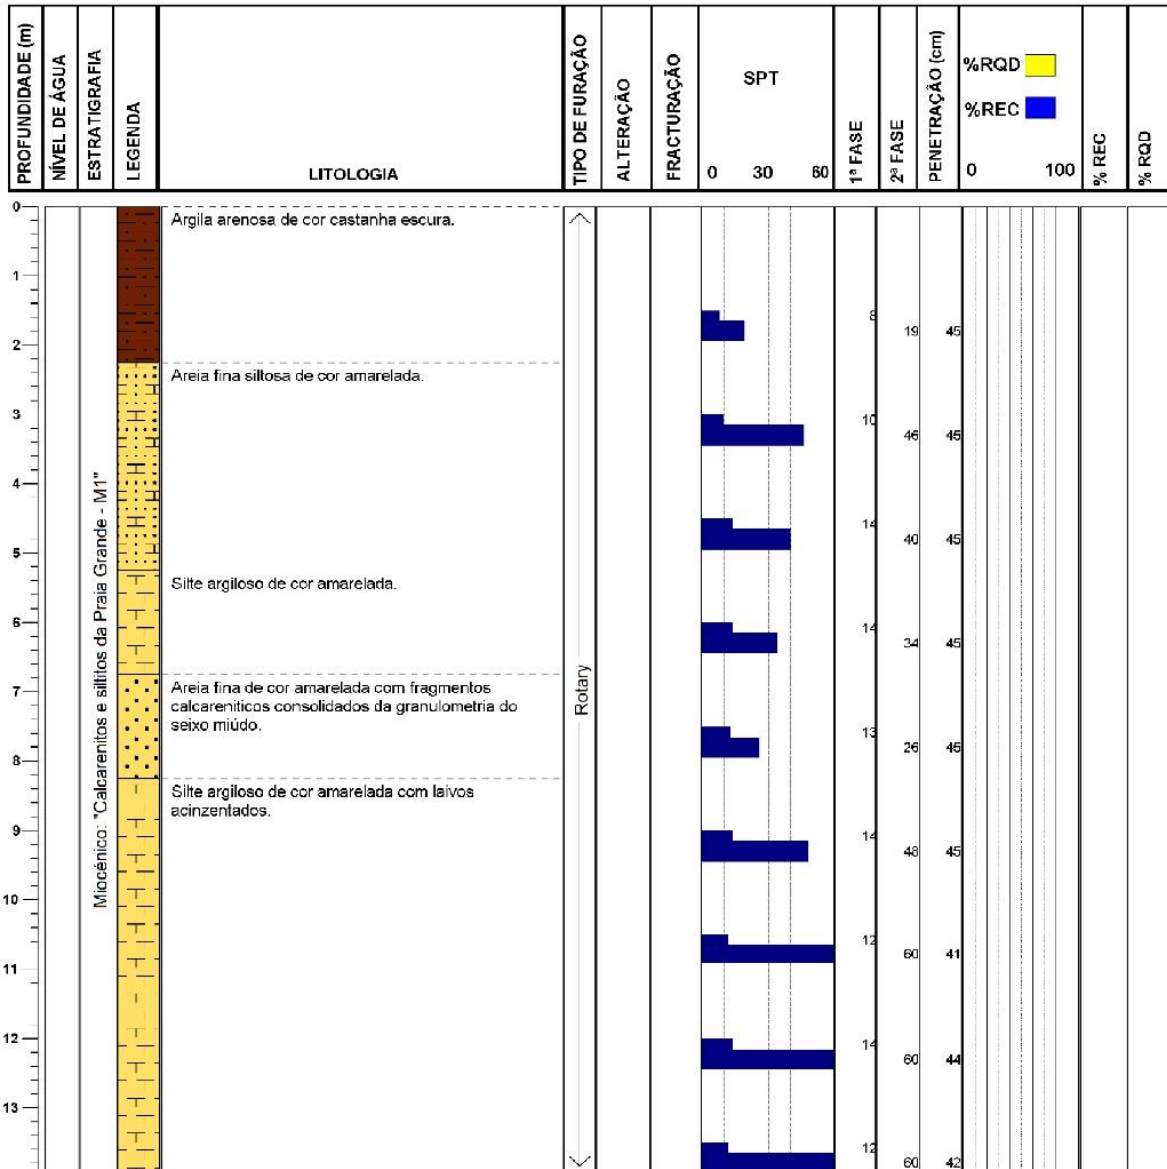 PROFUNDIDADE (m)
NÍVEL DE ÁGUA
ESTRATIGRAFIA
LEGENDA
LITOLOGIA
TIPO DE FURAÇÃO
ALTERAÇÃO
FRACTURAÇÃO
SPT
0 30 60
1ª FASE
2ª FASE
PENETRAÇÃO (cm)
%RQD
%REC
0 100
% REC
% RQD
0
Argila arenosa de cor castanha escura.
1
8
19 45
2
Areia fina siltosa de cor amarelada.
3
10
46 45
4
14
5
40 45
Silte argiloso de cor amarelada.
6
14
34 45
Miocénico: "Calcarenitos e siltitos da Praia Grande - M1"
Rotary
Areia fina de cor amarelada com fragmentos
7
calcareniticos consolidados da granulometria do
seixo miúdo.
13
26 45
8
Silte argiloso de cor amarelada com laivos
acinzentados.
9
14
48 45
10
12
60 41
11
12
14
60 44
13
12
60 42